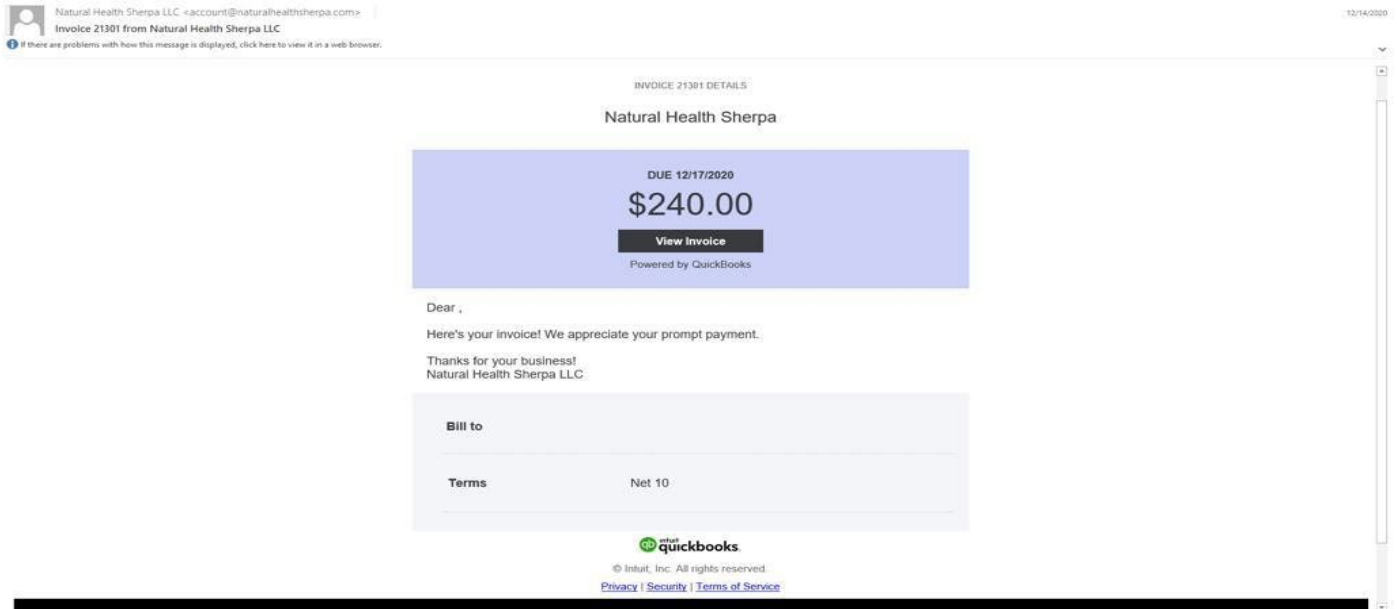 Natural Health Sherpa LLC <account@naturalhealthsherpa.com>
12/14/2020
Invoice 21301 from Natural Health Sherpa LLC
If there are problems with how this message is displayed, click here to view it in a web browser.
INVOICE 21301 DETAILS
Natural Health Sherpa
DUE 12/17/2020
$240.00
View Invoice
Powered by QuickBooks
Dear ,
Here's your invoice! We appreciate your prompt payment.
Thanks for your business!
Natural Health Sherpa LLC
Bill to
Terms Net 10
qb intuit quickbooks.
© Intuit, Inc. All rights reserved.
Privacy | Security | Terms of Service